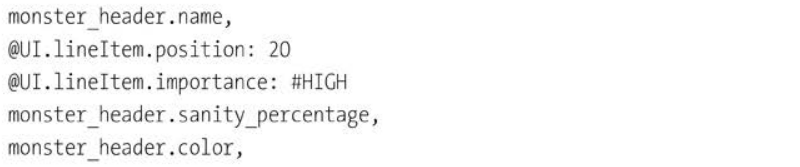 monster_header.name,
@UI.lineItem.position: 20
@UI.lineItem.importance: #HIGH
monster_header.sanity_percentage,
monster_header.color,